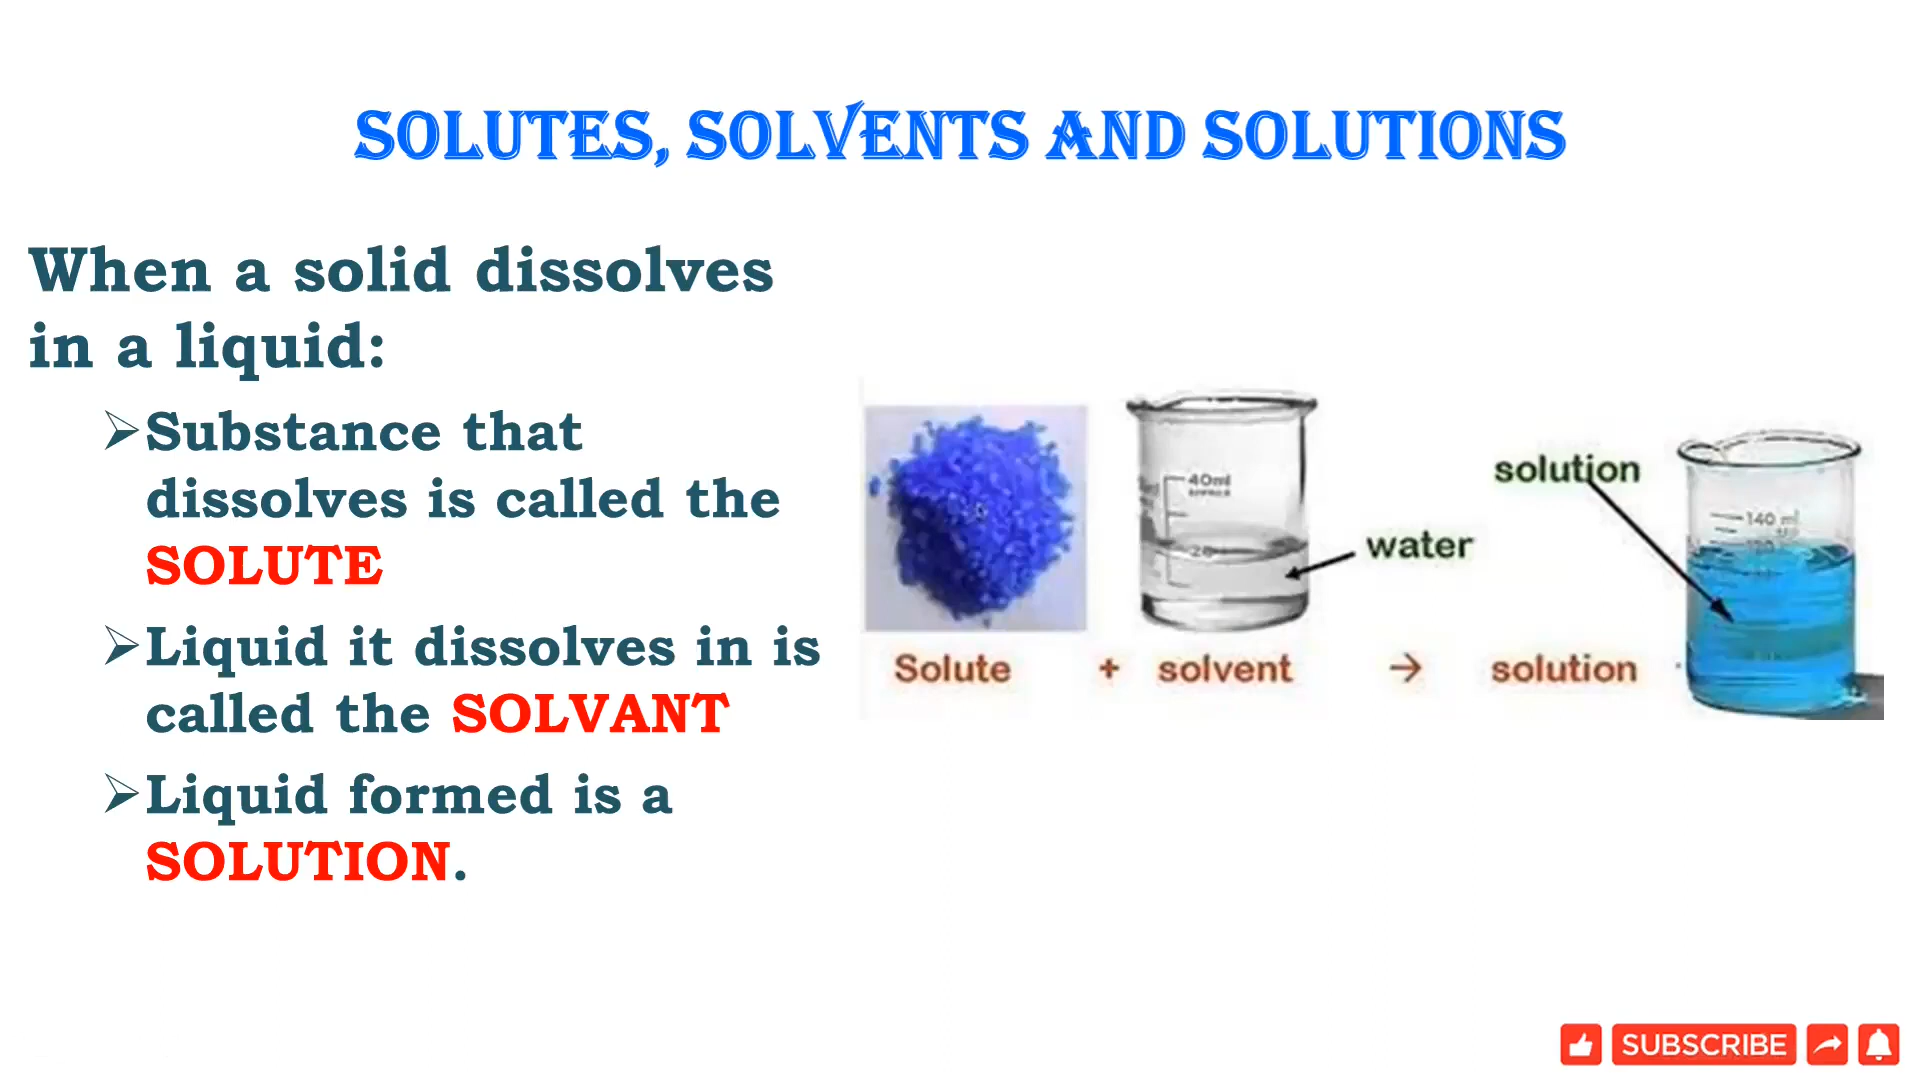 SOLUTES, SOLVENTS AND SOLUTIONS
When a solid dissolves
in a liquid:
➢Substance that
dissolves is called the
SOLUTE
➢Liquid it dissolves in is
called the SOLVANT
➢Liquid formed is a
SOLUTION.
40ml
20
water
solution
140 ml
Solute + solvent → solution
SUBSCRIBE